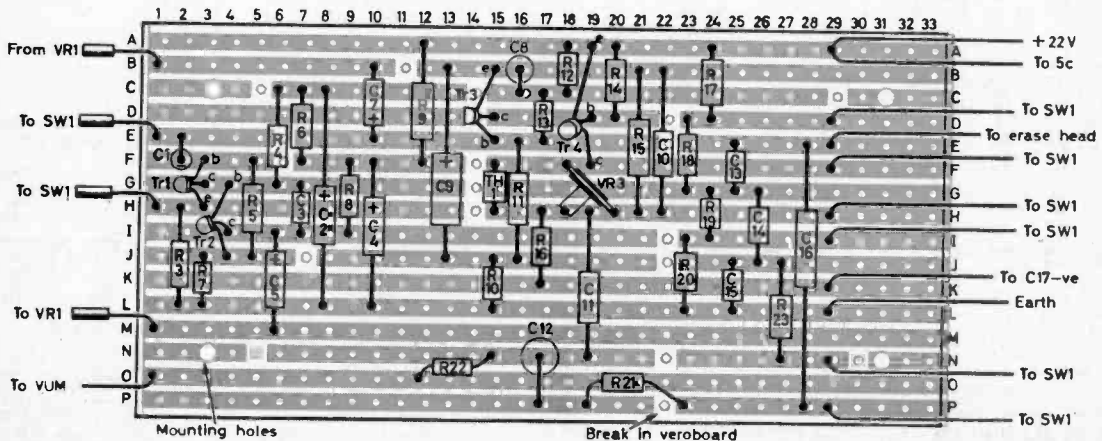 1 2 3 4 5 6 7 8 9 10 11 12 13 14 15 16 17 18 19 20 21 22 23 24 25 26 27 28 29 30 31 32 33
From VR1
To SW1
To SW1
To VR1
To VUM
A
B
C
D
E
F
G
H
I
J
K
L
M
N
O
P
C1
Tr1
b
c
e
Tr2
b
c
R3
R7
R5
R4
C5
R6
C3
C2
R8
C7
C4
R9
C9
Tr3
e
c
b
TH1
R10
C8
R11
R13
R16
R12
Tr4
e
b
c
VR3
R14
C11
R15
C10
R18
R20
R17
R19
C13
C15
C14
R23
C16
R22
C12
R21
A
B
C
D
E
F
G
H
I
J
K
L
M
N
O
P
+22V
To 5c
To SW1
To erase head
To SW1
To SW1
To SW1
To C17-ve
Earth
To SW1
To SW1
Mounting holes
Break in veroboard